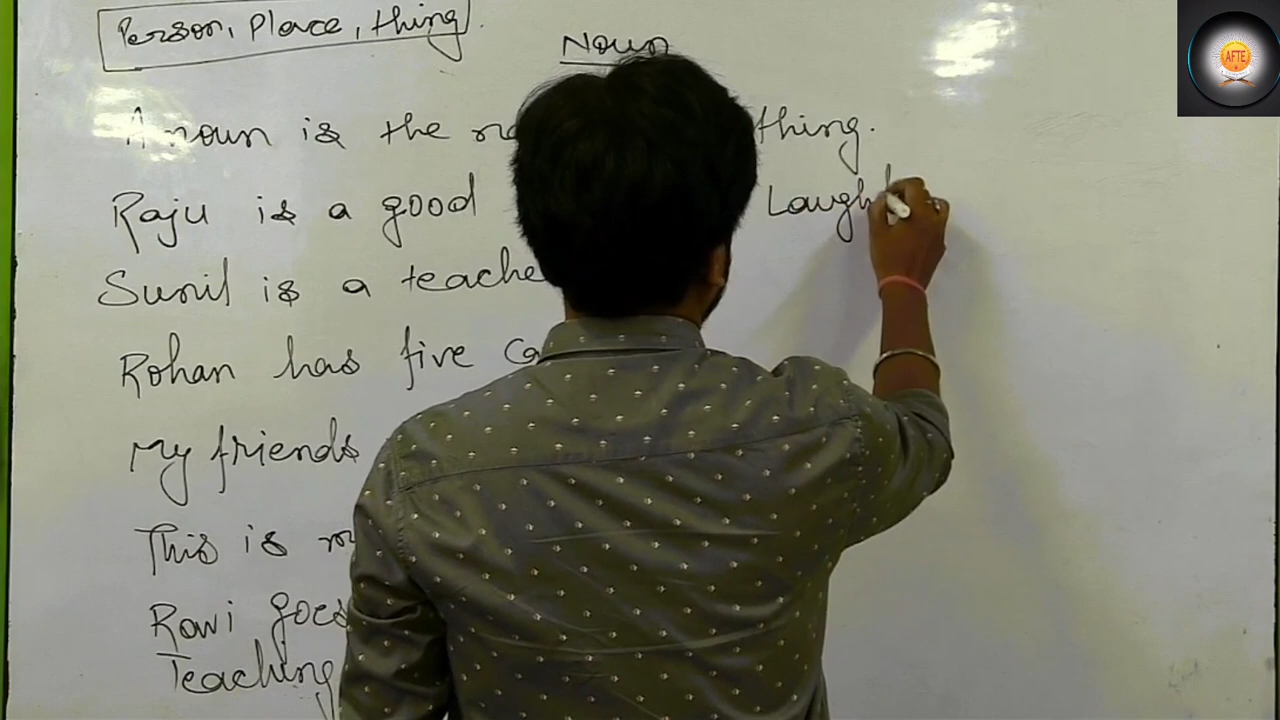 Person, Place, thing
Noun
A noun is the thing.
Raju is a good Laugh
Sunil is a teache
Rohan has five
My friends
This is
Ravi goes
Teaching
AFTE